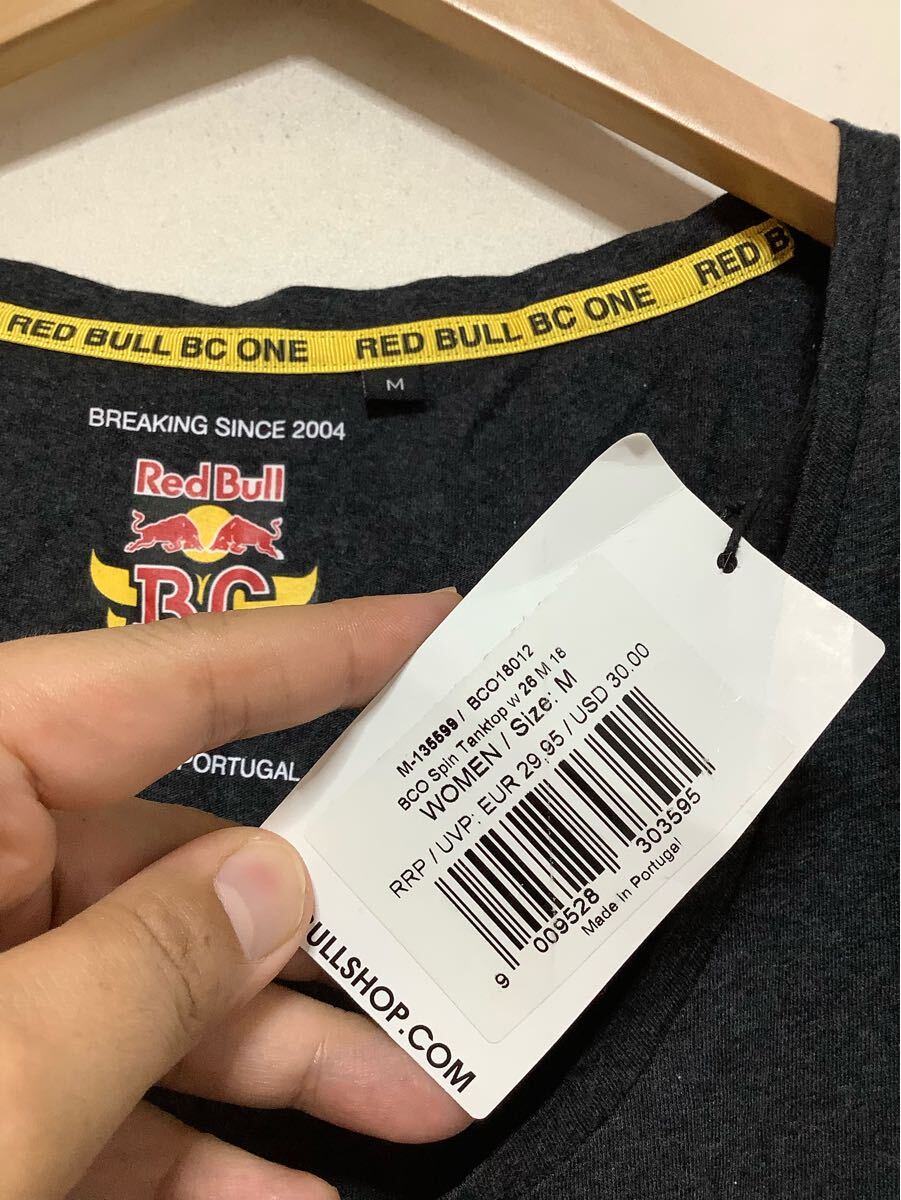 RED BULL BC ONE RED BULL BC ONE RED B
M
BREAKING SINCE 2004
Red Bull
BC
PORTUGAL
M-135599 / BCO18012
BCO Spin Tanktop w 26 M 18
WOMEN / Size: M
RRP / UVP: EUR 29,95 / USD 30.00
9 009528 303595
Made in Portugal
BULLSHOP.COM